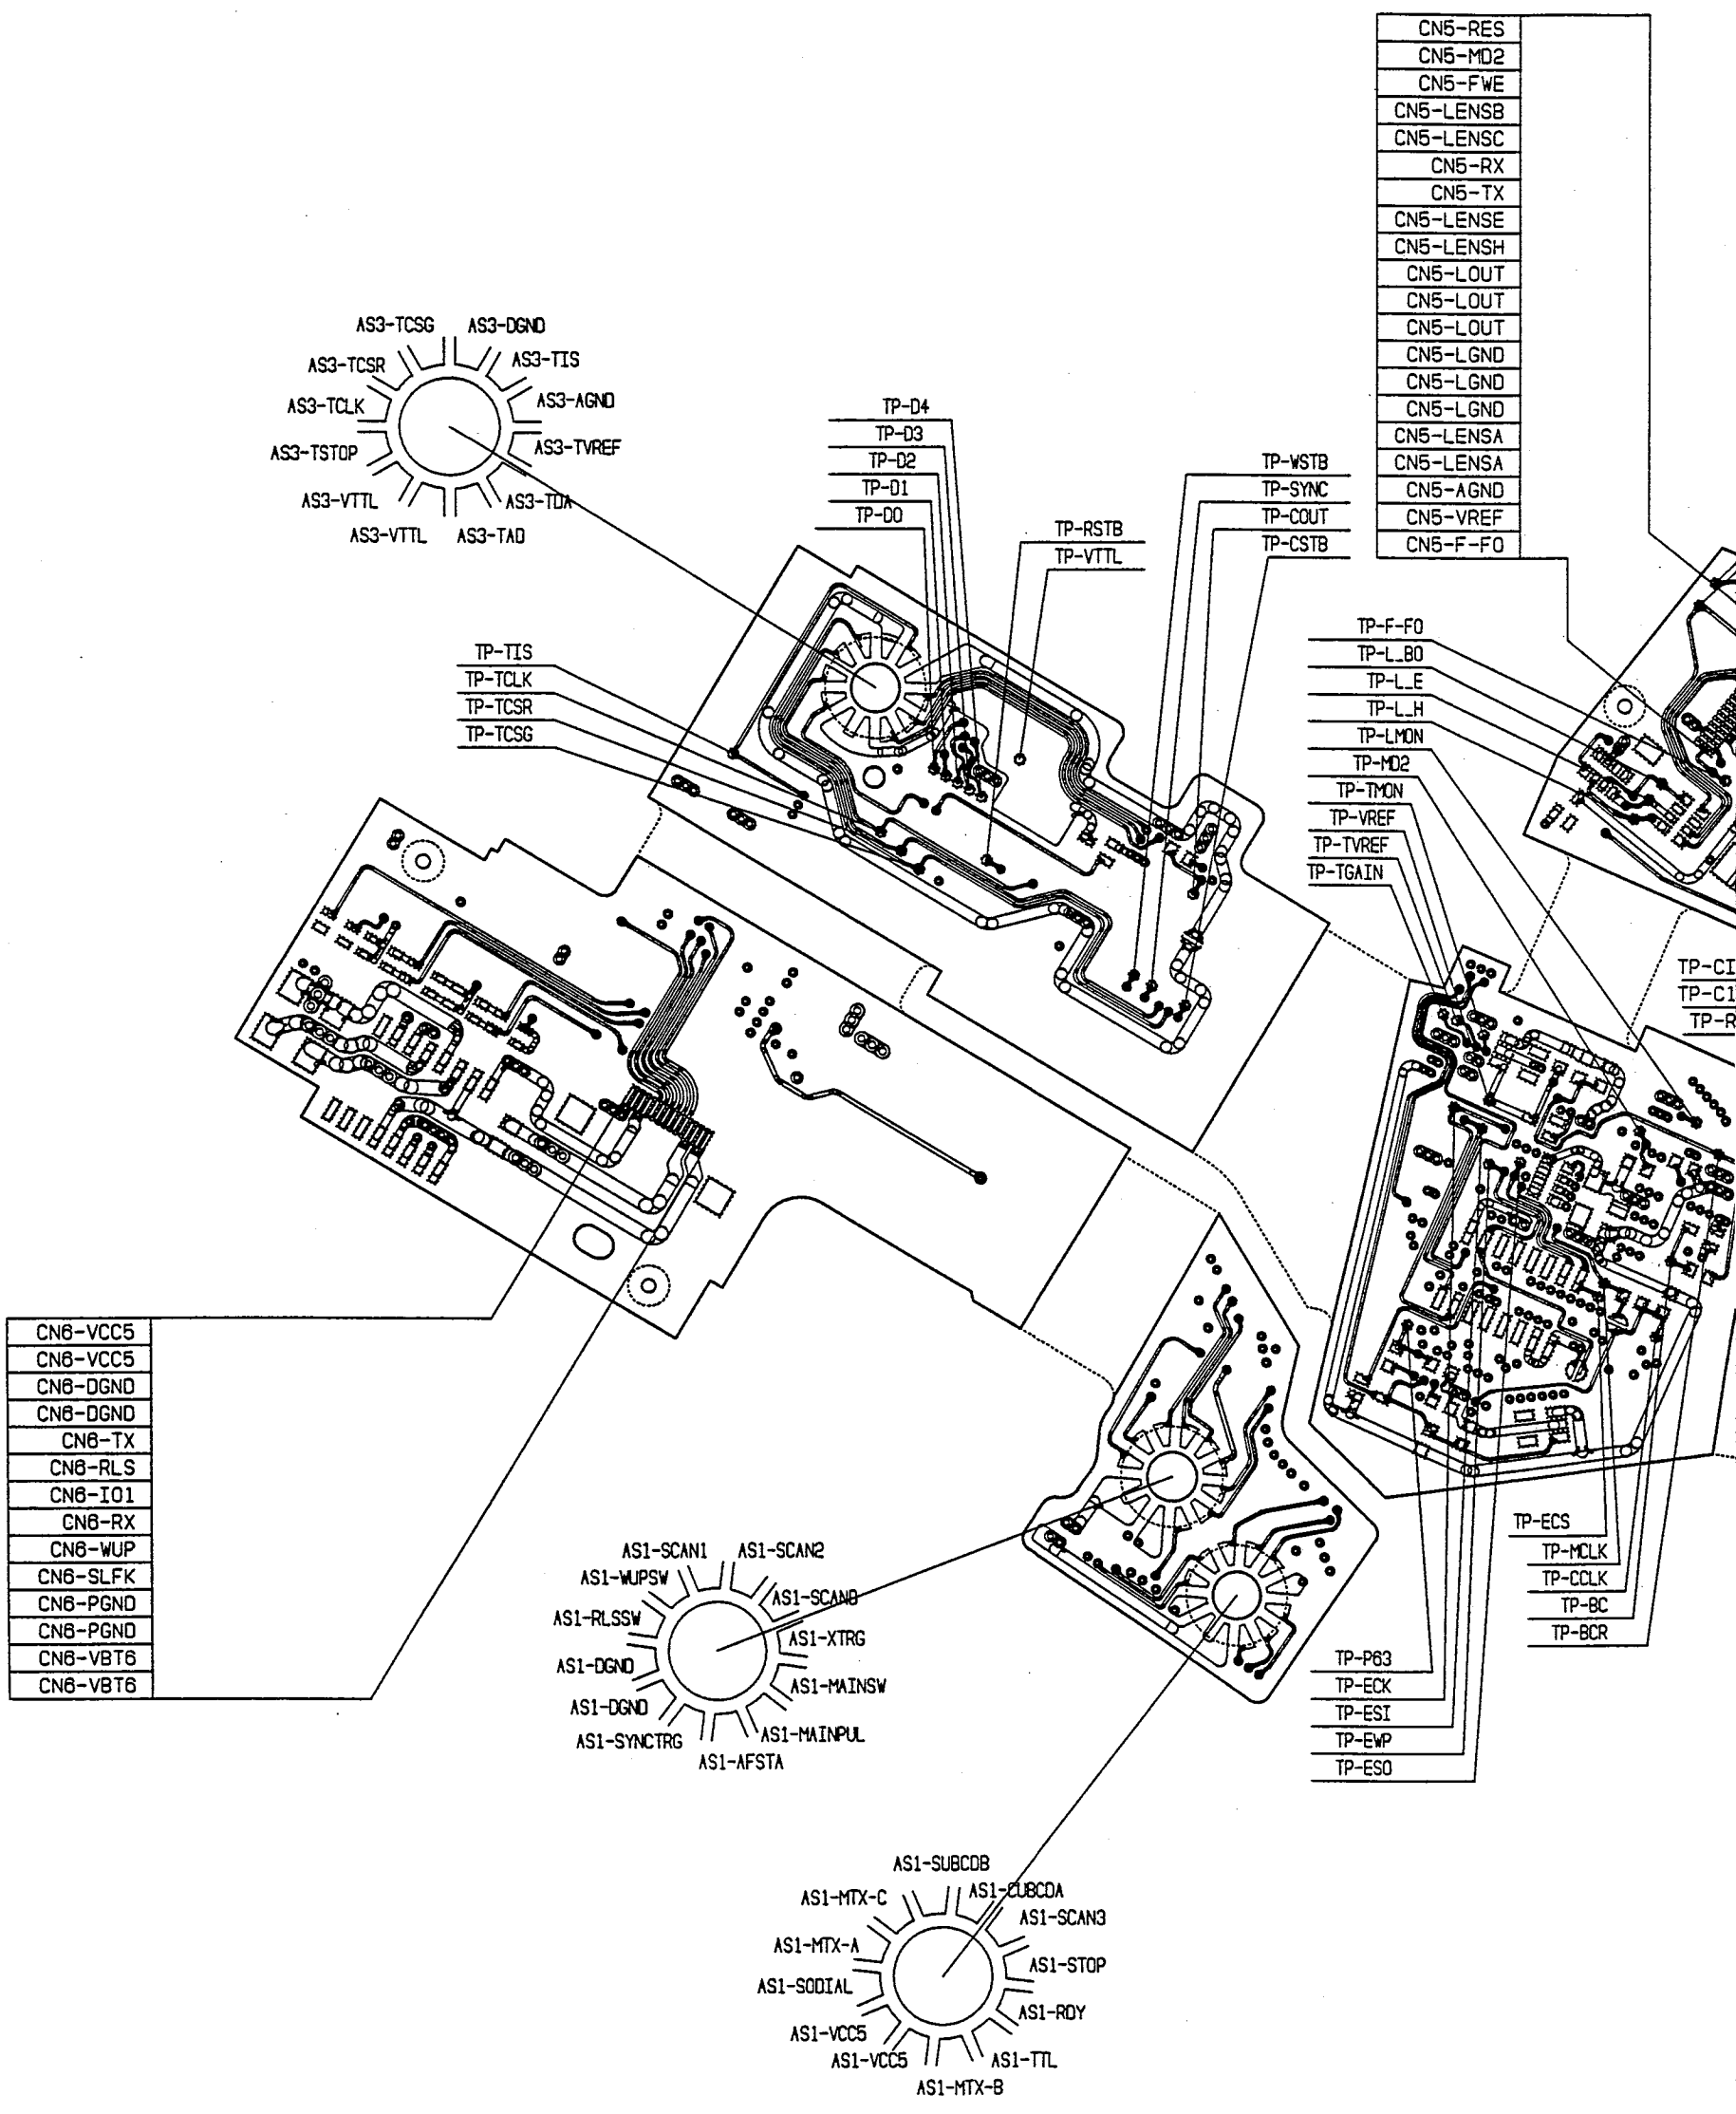 CN5-RES
CN5-MD2
CN5-FWE
CN5-LENSB
CN5-LENSC
CN5-RX
CN5-TX
CN5-LENSE
CN5-LENSH
CN5-LOUT
CN5-LOUT
CN5-LOUT
CN5-LGND
CN5-LGND
CN5-LGND
CN5-LENSA
CN5-LENSA
CN5-AGND
CN5-VREF
CN5-F-FO
AS3-TCSG
AS3-DGND
AS3-TCSR
AS3-TIS
AS3-TCLK
AS3-AGND
AS3-TSTOP
AS3-TVREF
AS3-VTTL
AS3-TDA
AS3-VTTL
AS3-TAD
TP-D4
TP-D3
TP-D2
TP-D1
TP-D0
TP-RSTB
TP-VTTL
TP-WSTB
TP-SYNC
TP-COUT
TP-CSTB
TP-TIS
TP-TCLK
TP-TCSR
TP-TCSG
TP-F-FO
TP-L_BO
TP-L_E
TP-L_H
TP-LMON
TP-MD2
TP-TMON
TP-VREF
TP-TVREF
TP-TGAIN
TP-CI
TP-C1
TP-R
CN6-VCC5
CN6-VCC5
CN6-DGND
CN6-DGND
CN6-TX
CN6-RLS
CN6-IO1
CN6-RX
CN6-WUP
CN6-SLFK
CN6-PGND
CN6-PGND
CN6-VBT6
CN6-VBT6
AS1-SCAN1
AS1-SCAN2
AS1-WUPSW
AS1-SCAN0
AS1-RLSSW
AS1-XTRG
AS1-DGND
AS1-MAINSW
AS1-DGND
AS1-MAINPUL
AS1-SYNCTRG
AS1-AFSTA
TP-ECS
TP-MCLK
TP-CCLK
TP-BC
TP-BCR
TP-P63
TP-ECK
TP-ESI
TP-EWP
TP-ESO
AS1-SUBCDB
AS1-MTX-C
AS1-CUBCDA
AS1-SCAN3
AS1-MTX-A
AS1-STOP
AS1-SODIAL
AS1-RDY
AS1-VCC5
AS1-VCC5
AS1-TTL
AS1-MTX-B